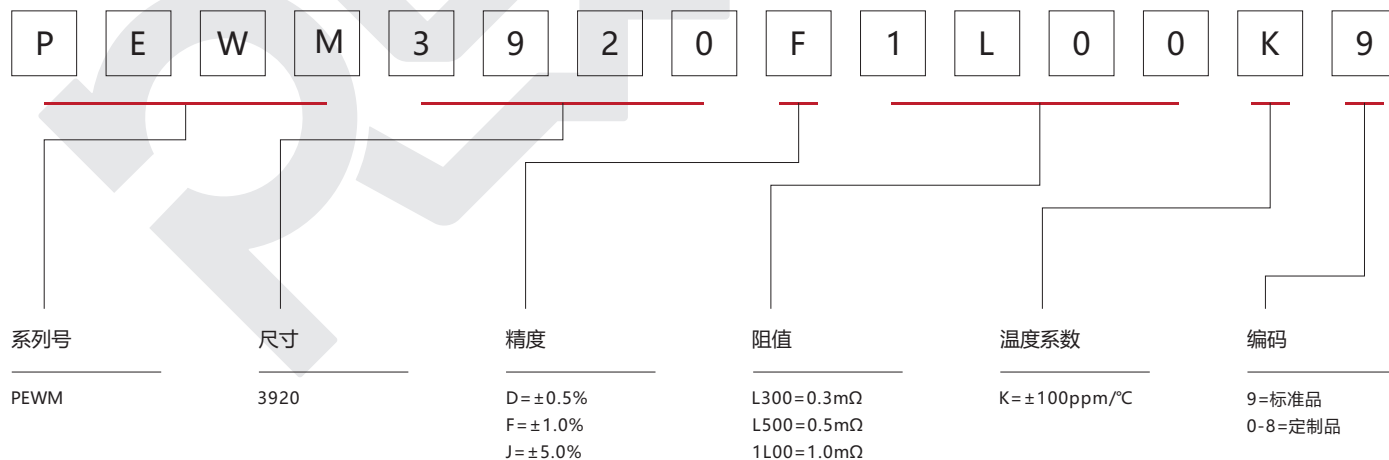 P E W M 3 9 2 0 F 1 L 0 0 K 9
系列号 尺寸 精度 阻值 温度系数 编码
PEWM 3920 D=±0.5% L300=0.3mΩ K=±100ppm/℃ 9=标准品
F=±1.0% L500=0.5mΩ 0-8=定制品
J=±5.0% 1L00=1.0mΩ